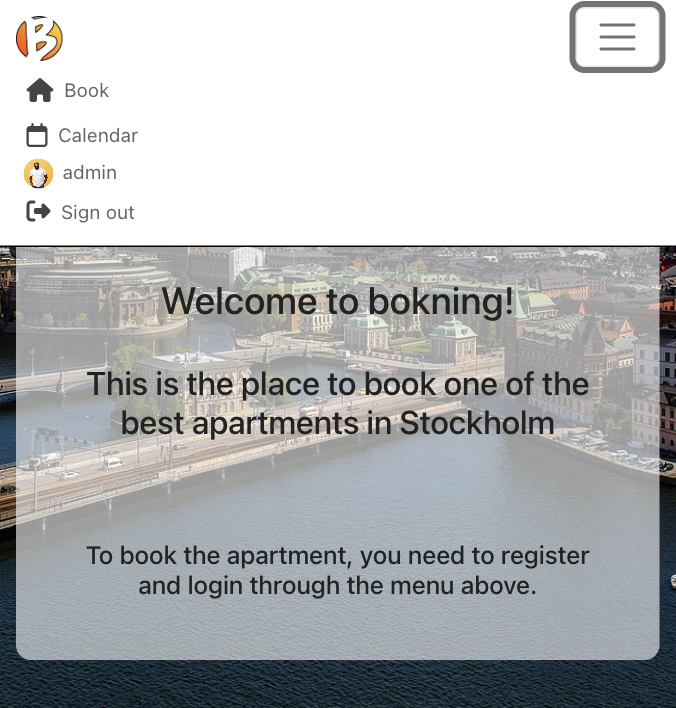 B
Book
Calendar
admin
Sign out
Welcome to bokning!
This is the place to book one of the
best apartments in Stockholm
To book the apartment, you need to register
and login through the menu above.